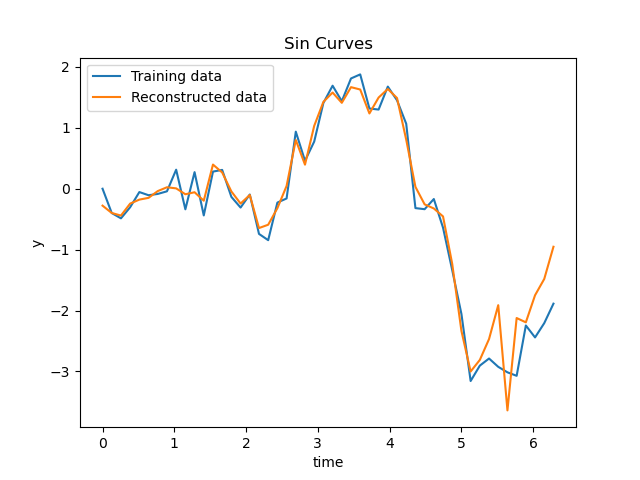 Sin Curves
Training data
Reconstructed data
2
1
0
−1
−2
−3
y
0 1 2 3 4 5 6
time